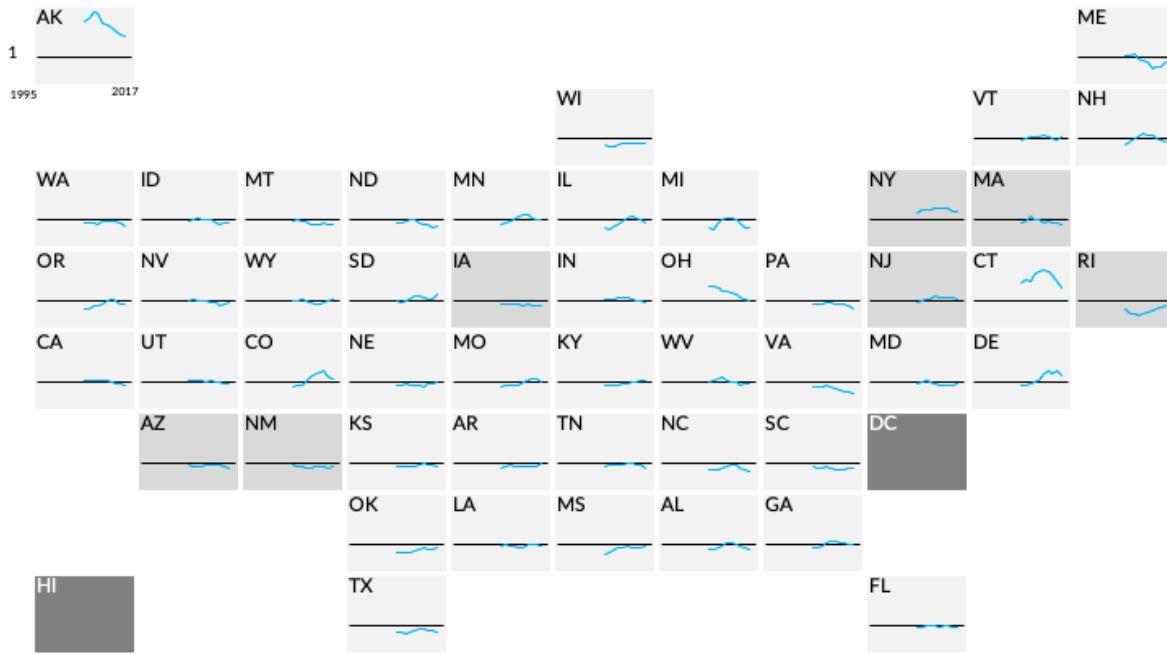 AK ME
1
1995 2017
WI VT NH
WA ID MT ND MN IL MI NY MA
OR NV WY SD IA IN OH PA NJ CT RI
CA UT CO NE MO KY WV VA MD DE
AZ NM KS AR TN NC SC DC
OK LA MS AL GA
HI TX FL